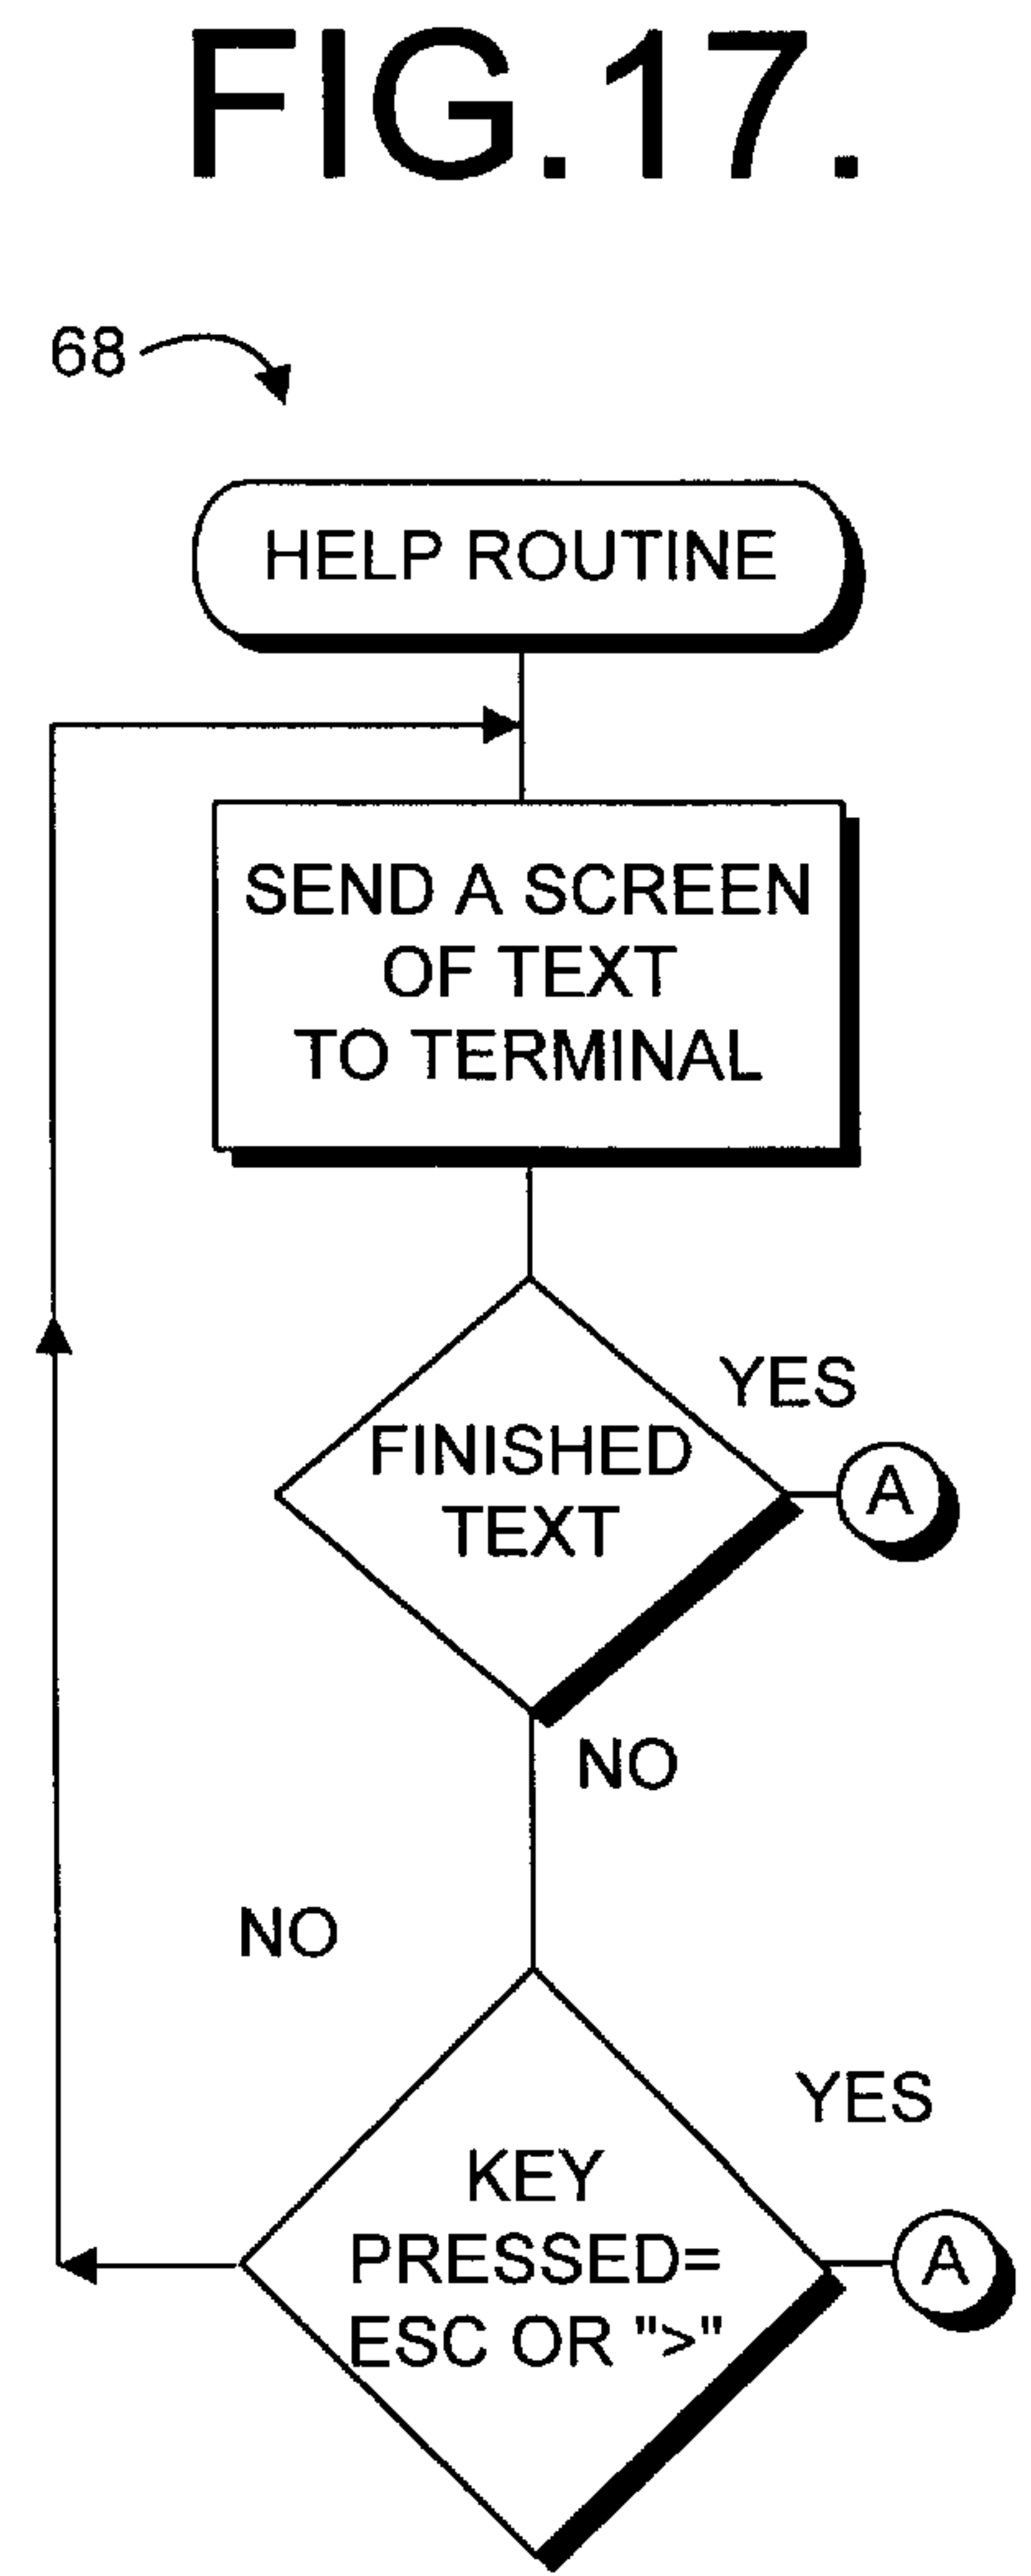 FIG.17.
68
HELP ROUTINE
SEND A SCREEN
OF TEXT
TO TERMINAL
YES
FINISHED
TEXT
A
NO
NO
YES
KEY
PRESSED=
ESC OR ">"
A